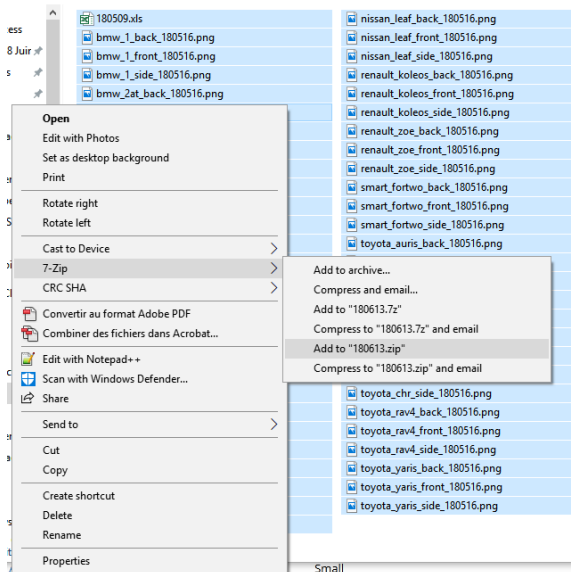 cess
8 Juin
180509.xls
bmw_1_back_180516.png
bmw_1_front_180516.png
bmw_1_side_180516.png
bmw_2at_back_180516.png
nissan_leaf_back_180516.png
nissan_leaf_front_180516.png
nissan_leaf_side_180516.png
renault_koleos_back_180516.png
renault_koleos_front_180516.png
renault_koleos_side_180516.png
renault_zoe_back_180516.png
renault_zoe_front_180516.png
renault_zoe_side_180516.png
smart_fortwo_back_180516.png
smart_fortwo_front_180516.png
smart_fortwo_side_180516.png
toyota_auris_back_180516.png
Open
Edit with Photos
Set as desktop background
Print
Rotate right
Rotate left
Cast to Device
7-Zip
CRC SHA
Convertir au format Adobe PDF
Combiner des fichiers dans Acrobat...
Edit with Notepad++
Scan with Windows Defender...
Share
Send to
Cut
Copy
Create shortcut
Delete
Rename
Properties
Add to archive...
Compress and email...
Add to "180613.7z"
Compress to "180613.7z" and email
Add to "180613.zip"
Compress to "180613.zip" and email
toyota_chr_side_180516.png
toyota_rav4_back_180516.png
toyota_rav4_front_180516.png
toyota_rav4_side_180516.png
toyota_yaris_back_180516.png
toyota_yaris_front_180516.png
toyota_yaris_side_180516.png
Small